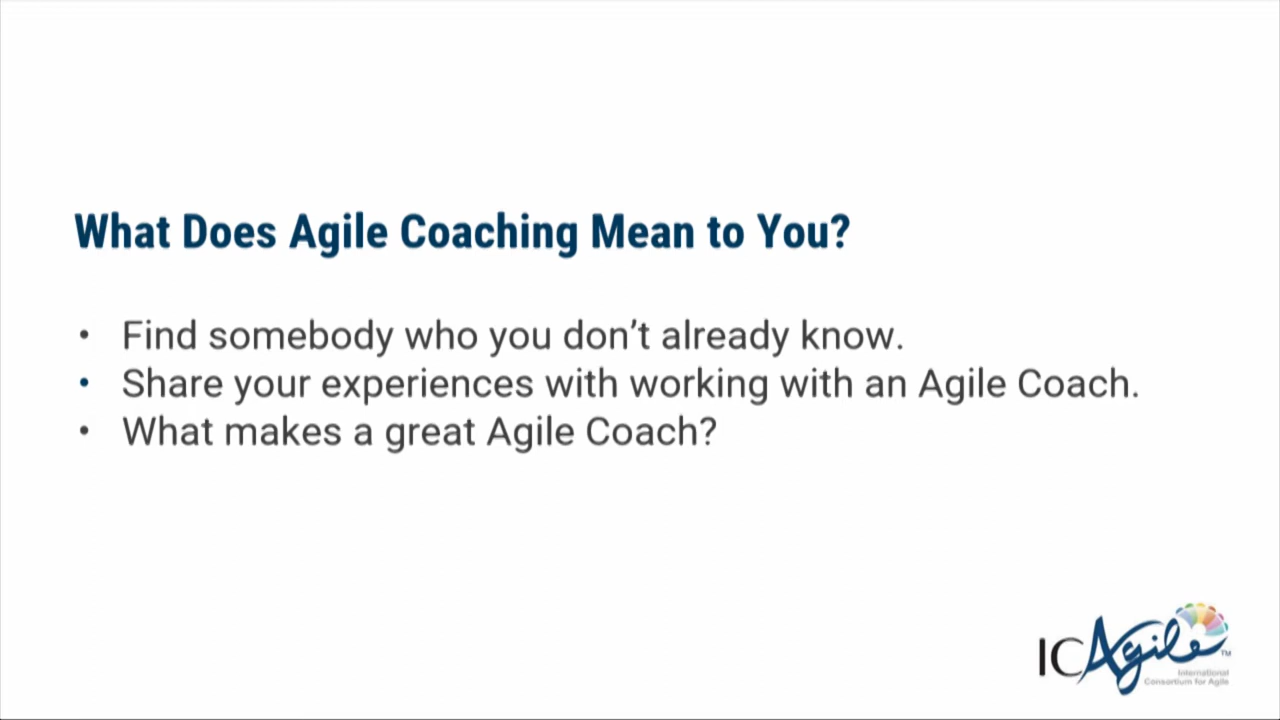 What Does Agile Coaching Mean to You?
• Find somebody who you don't already know.
• Share your experiences with working with an Agile Coach.
• What makes a great Agile Coach?
ICAgile™
International
Consortium for Agile